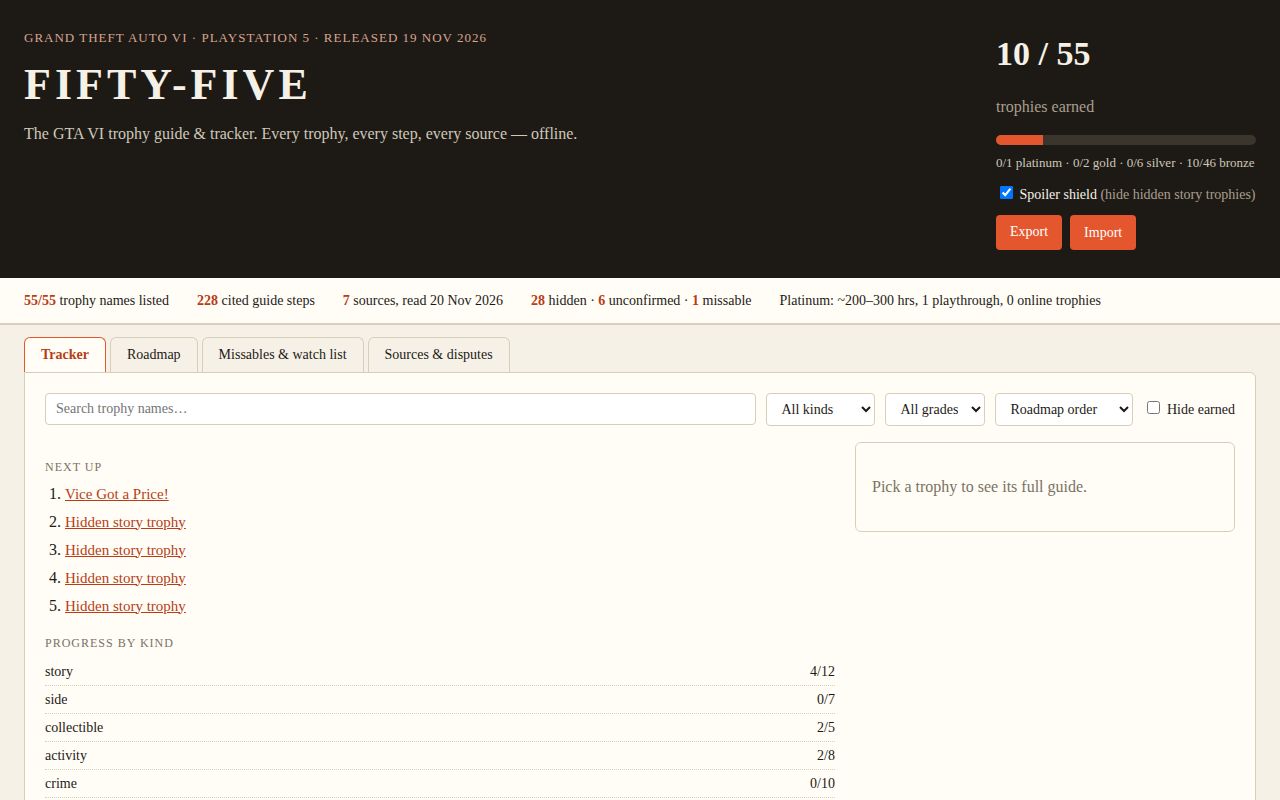 GRAND THEFT AUTO VI · PLAYSTATION 5 · RELEASED 19 NOV 2026
FIFTY-FIVE
The GTA VI trophy guide & tracker. Every trophy, every step, every source — offline.
10 / 55
trophies earned
0/1 platinum · 0/2 gold · 0/6 silver · 10/46 bronze
Spoiler shield (hide hidden story trophies)
Export Import
55/55 trophy names listed 228 cited guide steps 7 sources, read 20 Nov 2026 28 hidden · 6 unconfirmed · 1 missable Platinum: ~200–300 hrs, 1 playthrough, 0 online trophies
Tracker Roadmap Missables & watch list Sources & disputes
Search trophy names… All kinds All grades Roadmap order Hide earned
NEXT UP
1. Vice Got a Price!
2. Hidden story trophy
3. Hidden story trophy
4. Hidden story trophy
5. Hidden story trophy
Pick a trophy to see its full guide.
PROGRESS BY KIND
story 4/12
side 0/7
collectible 2/5
activity 2/8
crime 0/10